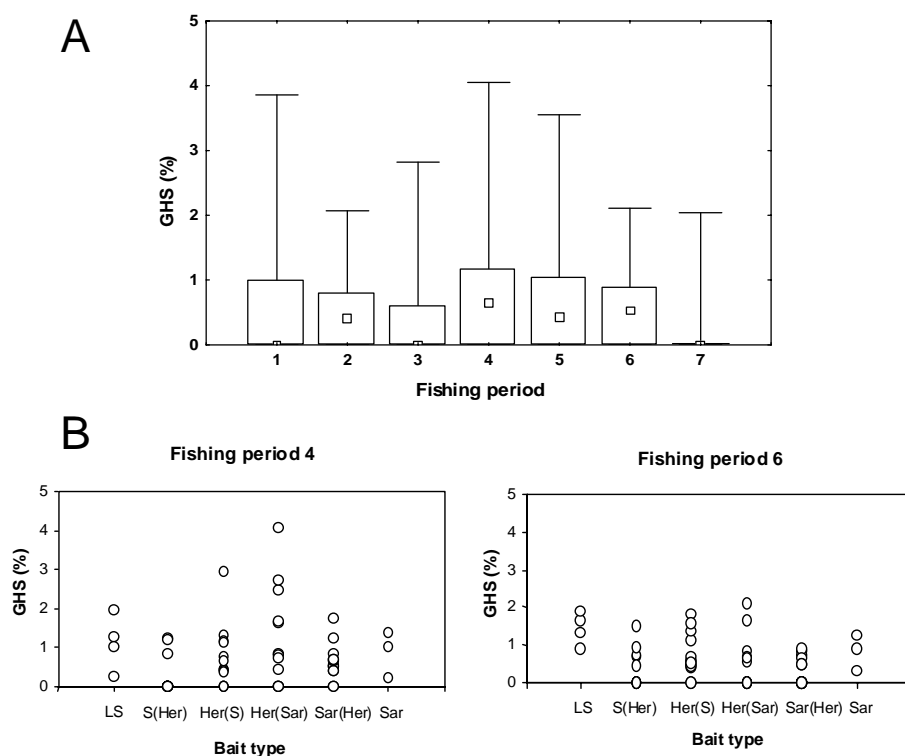 A
5
4
3
2
1
0
GHS (%)
1 2 3 4 5 6 7
Fishing period
B
Fishing period 4
5
4
3
2
1
0
GHS (%)
LS S(Her) Her(S) Her(Sar) Sar(Her) Sar
Bait type
Fishing period 6
5
4
3
2
1
0
GHS (%)
LS S(Her) Her(S) Her(Sar) Sar(Her) Sar
Bait type